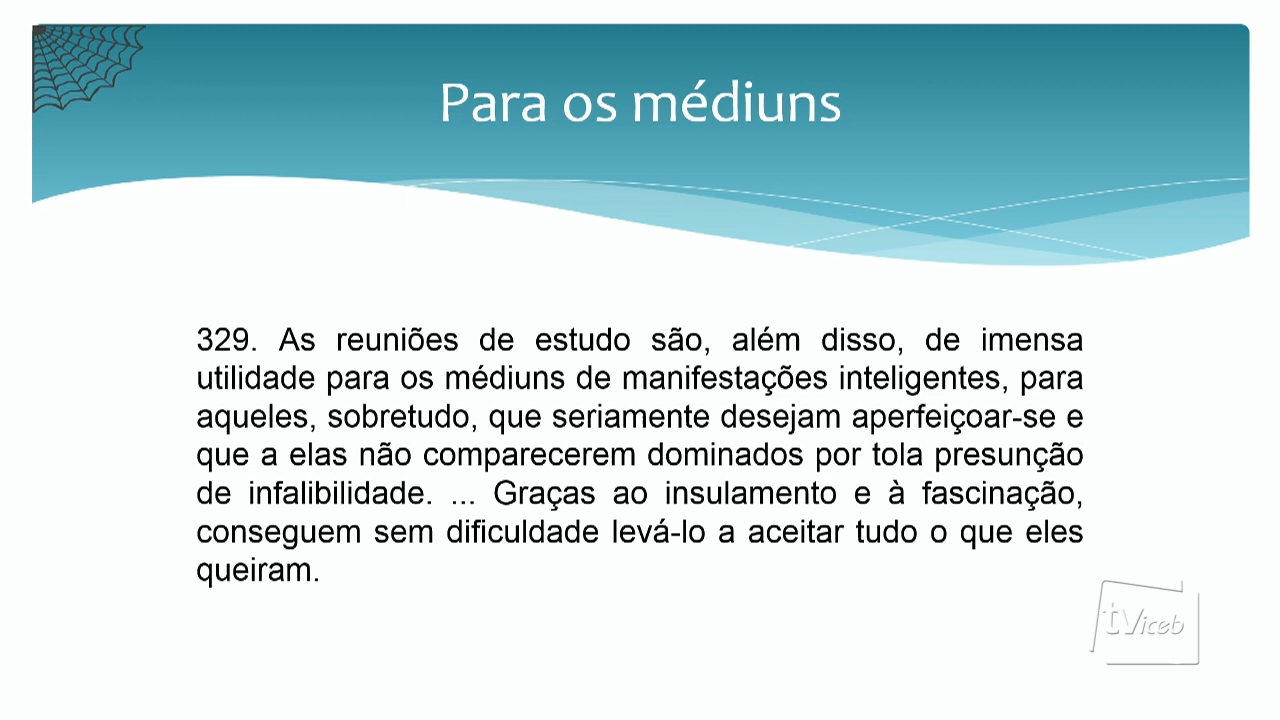 Para os médiuns
329. As reuniões de estudo são, além disso, de imensa
utilidade para os médiuns de manifestações inteligentes, para
aqueles, sobretudo, que seriamente desejam aperfeiçoar-se e
que a elas não comparecerem dominados por tola presunção
de infalibilidade. ... Graças ao insulamento e à fascinação,
conseguem sem dificuldade levá-lo a aceitar tudo o que eles
queiram.
tViceb